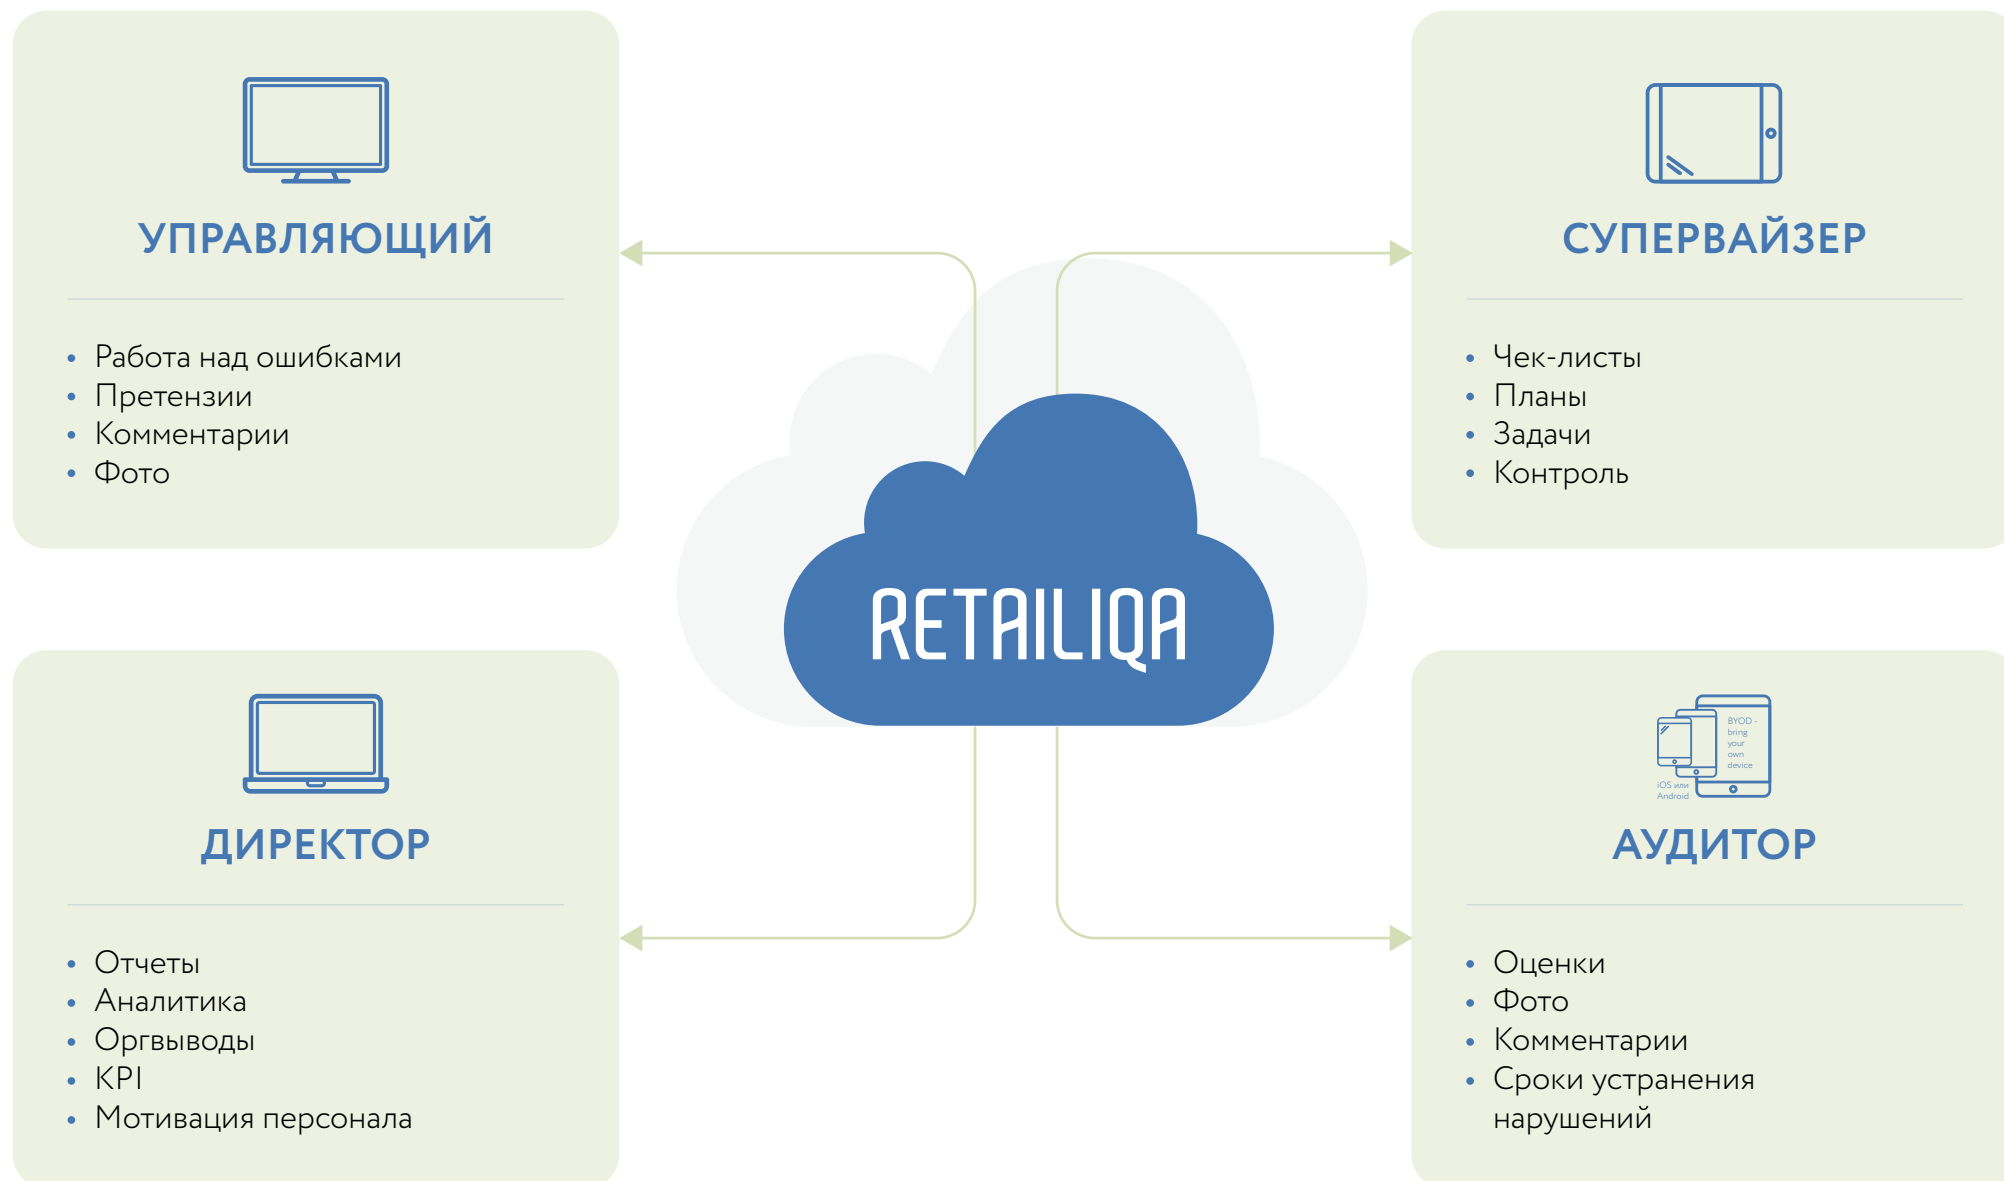 УПРАВЛЯЮЩИЙ
Работа над ошибками
Претензии
Комментарии
Фото
СУПЕРВАЙЗЕР
Чек-листы
Планы
Задачи
Контроль
RETAILIQA
ДИРЕКТОР
Отчеты
Аналитика
Оргвыводы
KPI
Мотивация персонала
BYOD -
bring
your
own
device
iOS или
Android
АУДИТОР
Оценки
Фото
Комментарии
Сроки устранения
нарушений